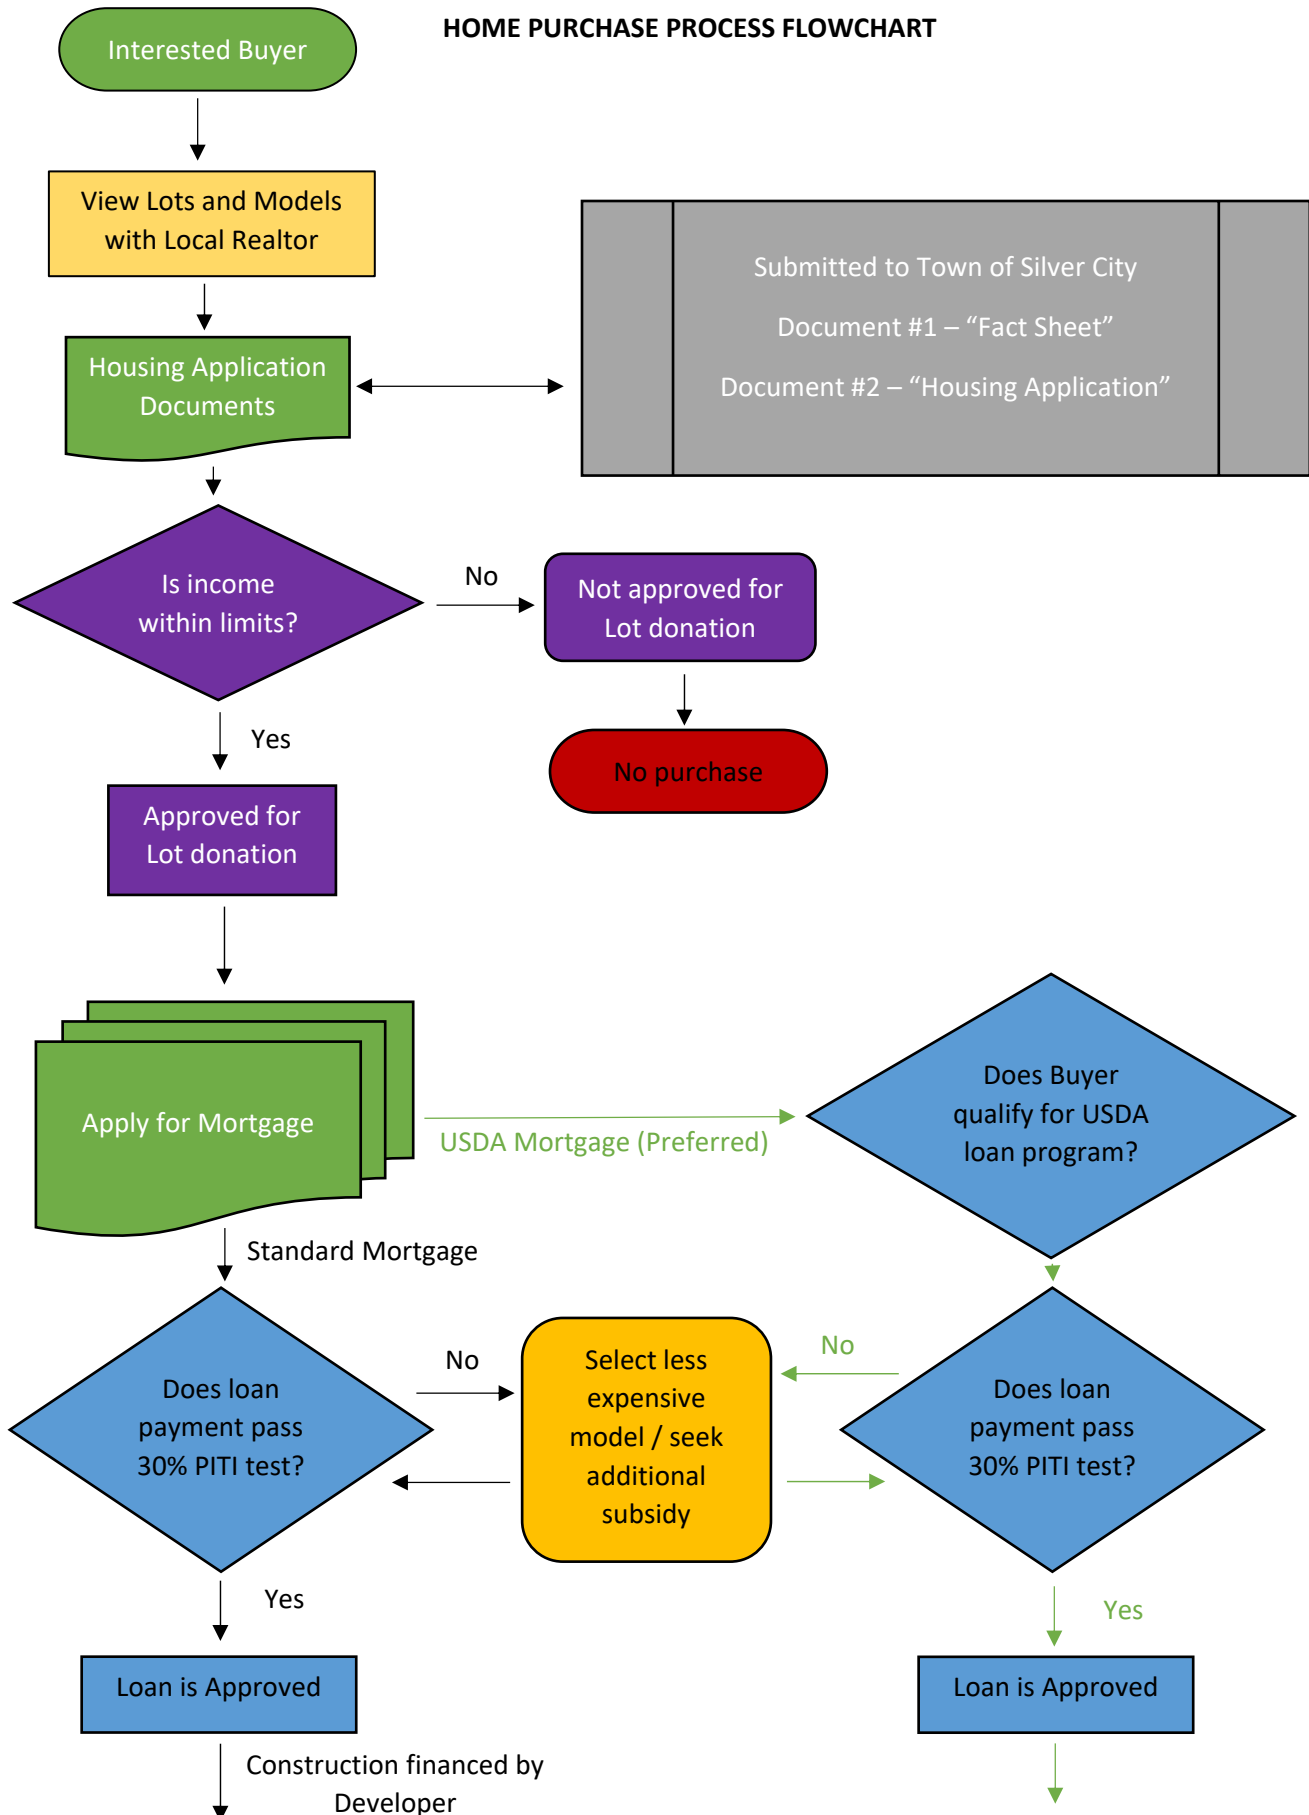 HOME PURCHASE PROCESS FLOWCHART
Interested Buyer
View Lots and Models
with Local Realtor
Submitted to Town of Silver City
Document #1 – “Fact Sheet”
Document #2 – “Housing Application”
Housing Application
Documents
Is income
within limits?
No
Not approved for
Lot donation
Yes
No purchase
Approved for
Lot donation
Apply for Mortgage
USDA Mortgage (Preferred)
Does Buyer
qualify for USDA
loan program?
Standard Mortgage
Does loan
payment pass
30% PITI test?
No
Select less
expensive
model / seek
additional
subsidy
No
Does loan
payment pass
30% PITI test?
Yes
Yes
Loan is Approved
Loan is Approved
Construction financed by
Developer